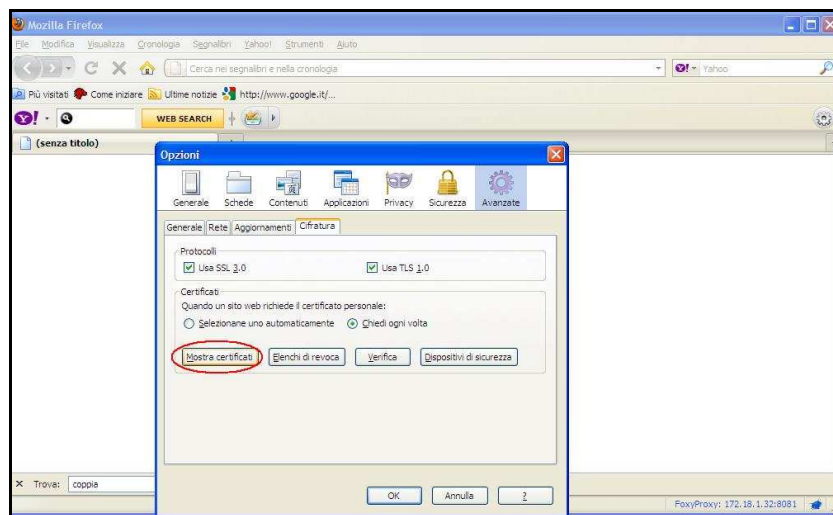 Mozilla Firefox
File Modifica Visualizza Cronologia Segnalibri Yahoo! Strumenti Aiuto
Cerca nei segnalibri e nella cronologia
Y! Yahoo
Più visitati Come iniziare Ultime notizie http://www.google.it/...
Y! WEB SEARCH
(senza titolo)
Opzioni
Generale Schede Contenuti Applicazioni Privacy Sicurezza Avanzate
Generale Rete Aggiornamenti Cifratura
Protocolli
Usa SSL 3.0 Usa TLS 1.0
Certificati
Quando un sito web richiede il certificato personale:
Selezionane uno automaticamente Chiedi ogni volta
Mostra certificati Elenchi di revoca Verifica Dispositivi di sicurezza
Trova: coppia
OK Annulla ?
FoxyProxy: 172.18.1.32:8081